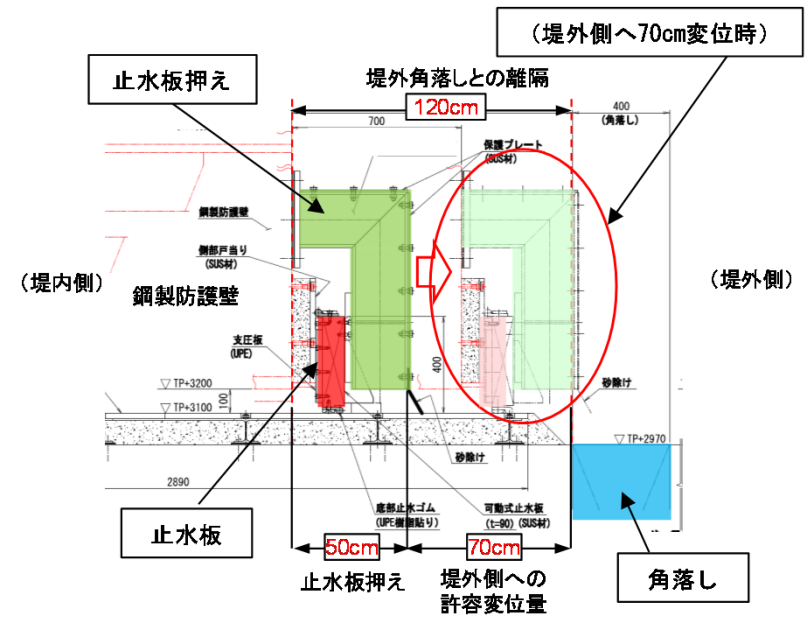 (堤外側へ70cm変位時)
止水板押え
堤外角落しとの離隔
120cm
400
(角落し)
700
保護プレート
(SUS材)
鋼製防護壁
側部戸当り
(SUS材)
(堤内側)
鋼製防護壁
(堤外側)
支圧板
(UPE)
400
砂除け
▽TP+3200
▽TP+3100
100
▽TP+2970
砂除け
2890
底部止水ゴム
(UPE樹脂貼り)
可動式止水板
(t=90)(SUS材)
止水板
50cm
70cm
角落し
止水板押え
堤外側への
許容変位量